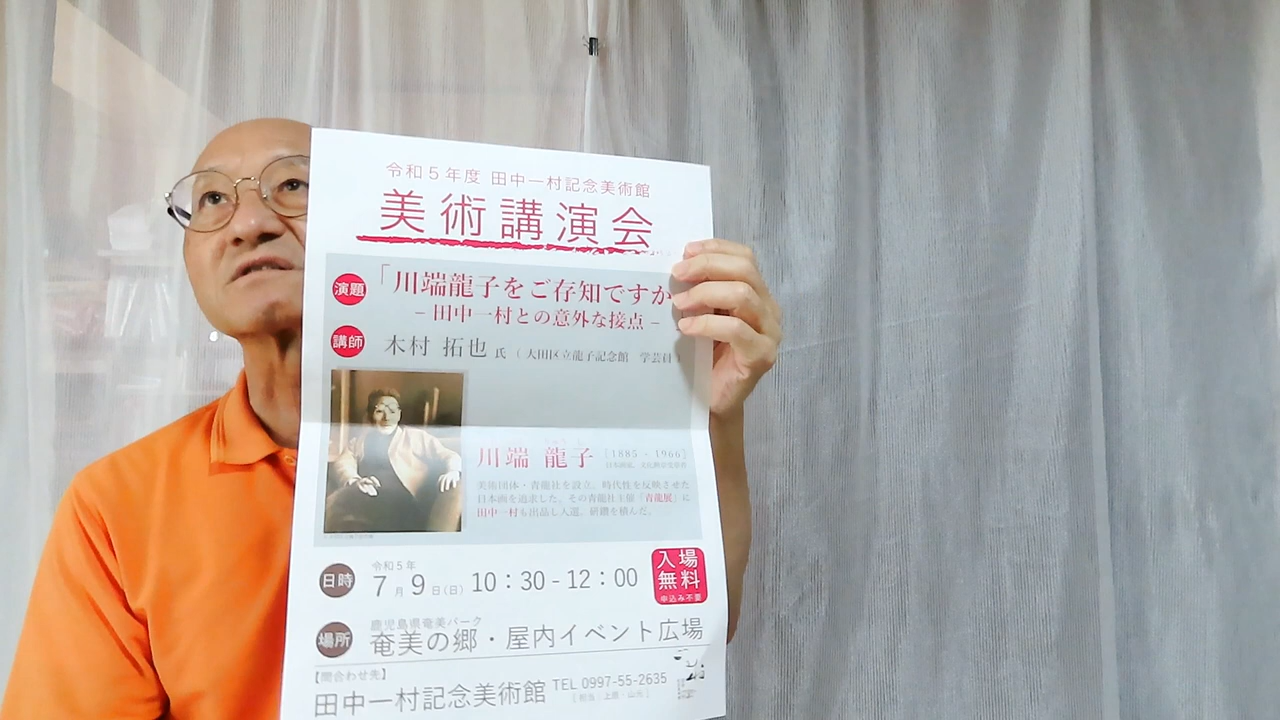 令和5年度 田中一村記念美術館
美術講演会
演題 「川端龍子をご存知ですか
－田中一村との意外な接点－
講師 木村 拓也 氏 （大田区立龍子記念館 学芸員）
川端 龍子 ［1885 - 1966］
美術団体・青龍社を設立。時代性を反映させた
日本画を追求した。その青龍社主催「青龍展」に
田中一村も出品し入選、研鑽を積んだ。
日時 令和5年
7月9日(日) 10：30 - 12：00
入場
無料
申込み不要
場所 鹿児島県奄美パーク
奄美の郷・屋内イベント広場
【問合わせ先】
田中一村記念美術館 TEL 0997-55-2635